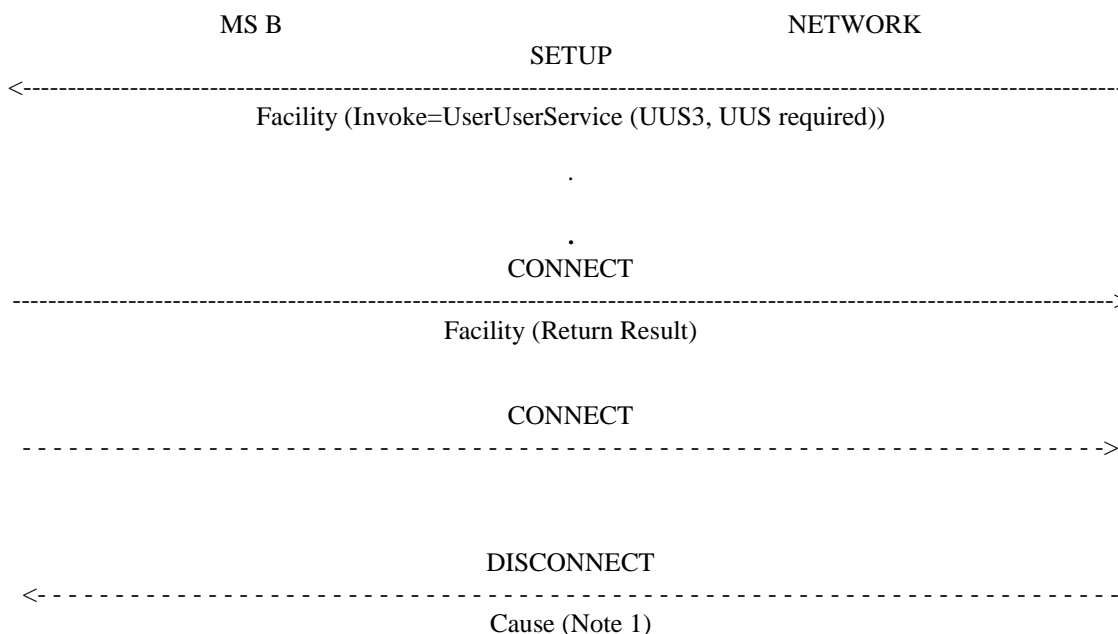 MS B NETWORK
SETUP
<------------------------------------------------------------------------------------------------------------------------
Facility (Invoke=UserUserService (UUS3, UUS required))
.
.
CONNECT
------------------------------------------------------------------------------------------------------------------------>
Facility (Return Result)
CONNECT
- - - - - - - - - - - - - - - - - - - - - - - - - - - - - - - - - - - - - - - - - - - - - - - - - - - - - - - - - - - - - - - - - - - - - ->
DISCONNECT
<- - - - - - - - - - - - - - - - - - - - - - - - - - - - - - - - - - - - - - - - - - - - - - - - - - - - - - - - - - - - - - - - - - - - -
Cause (Note 1)